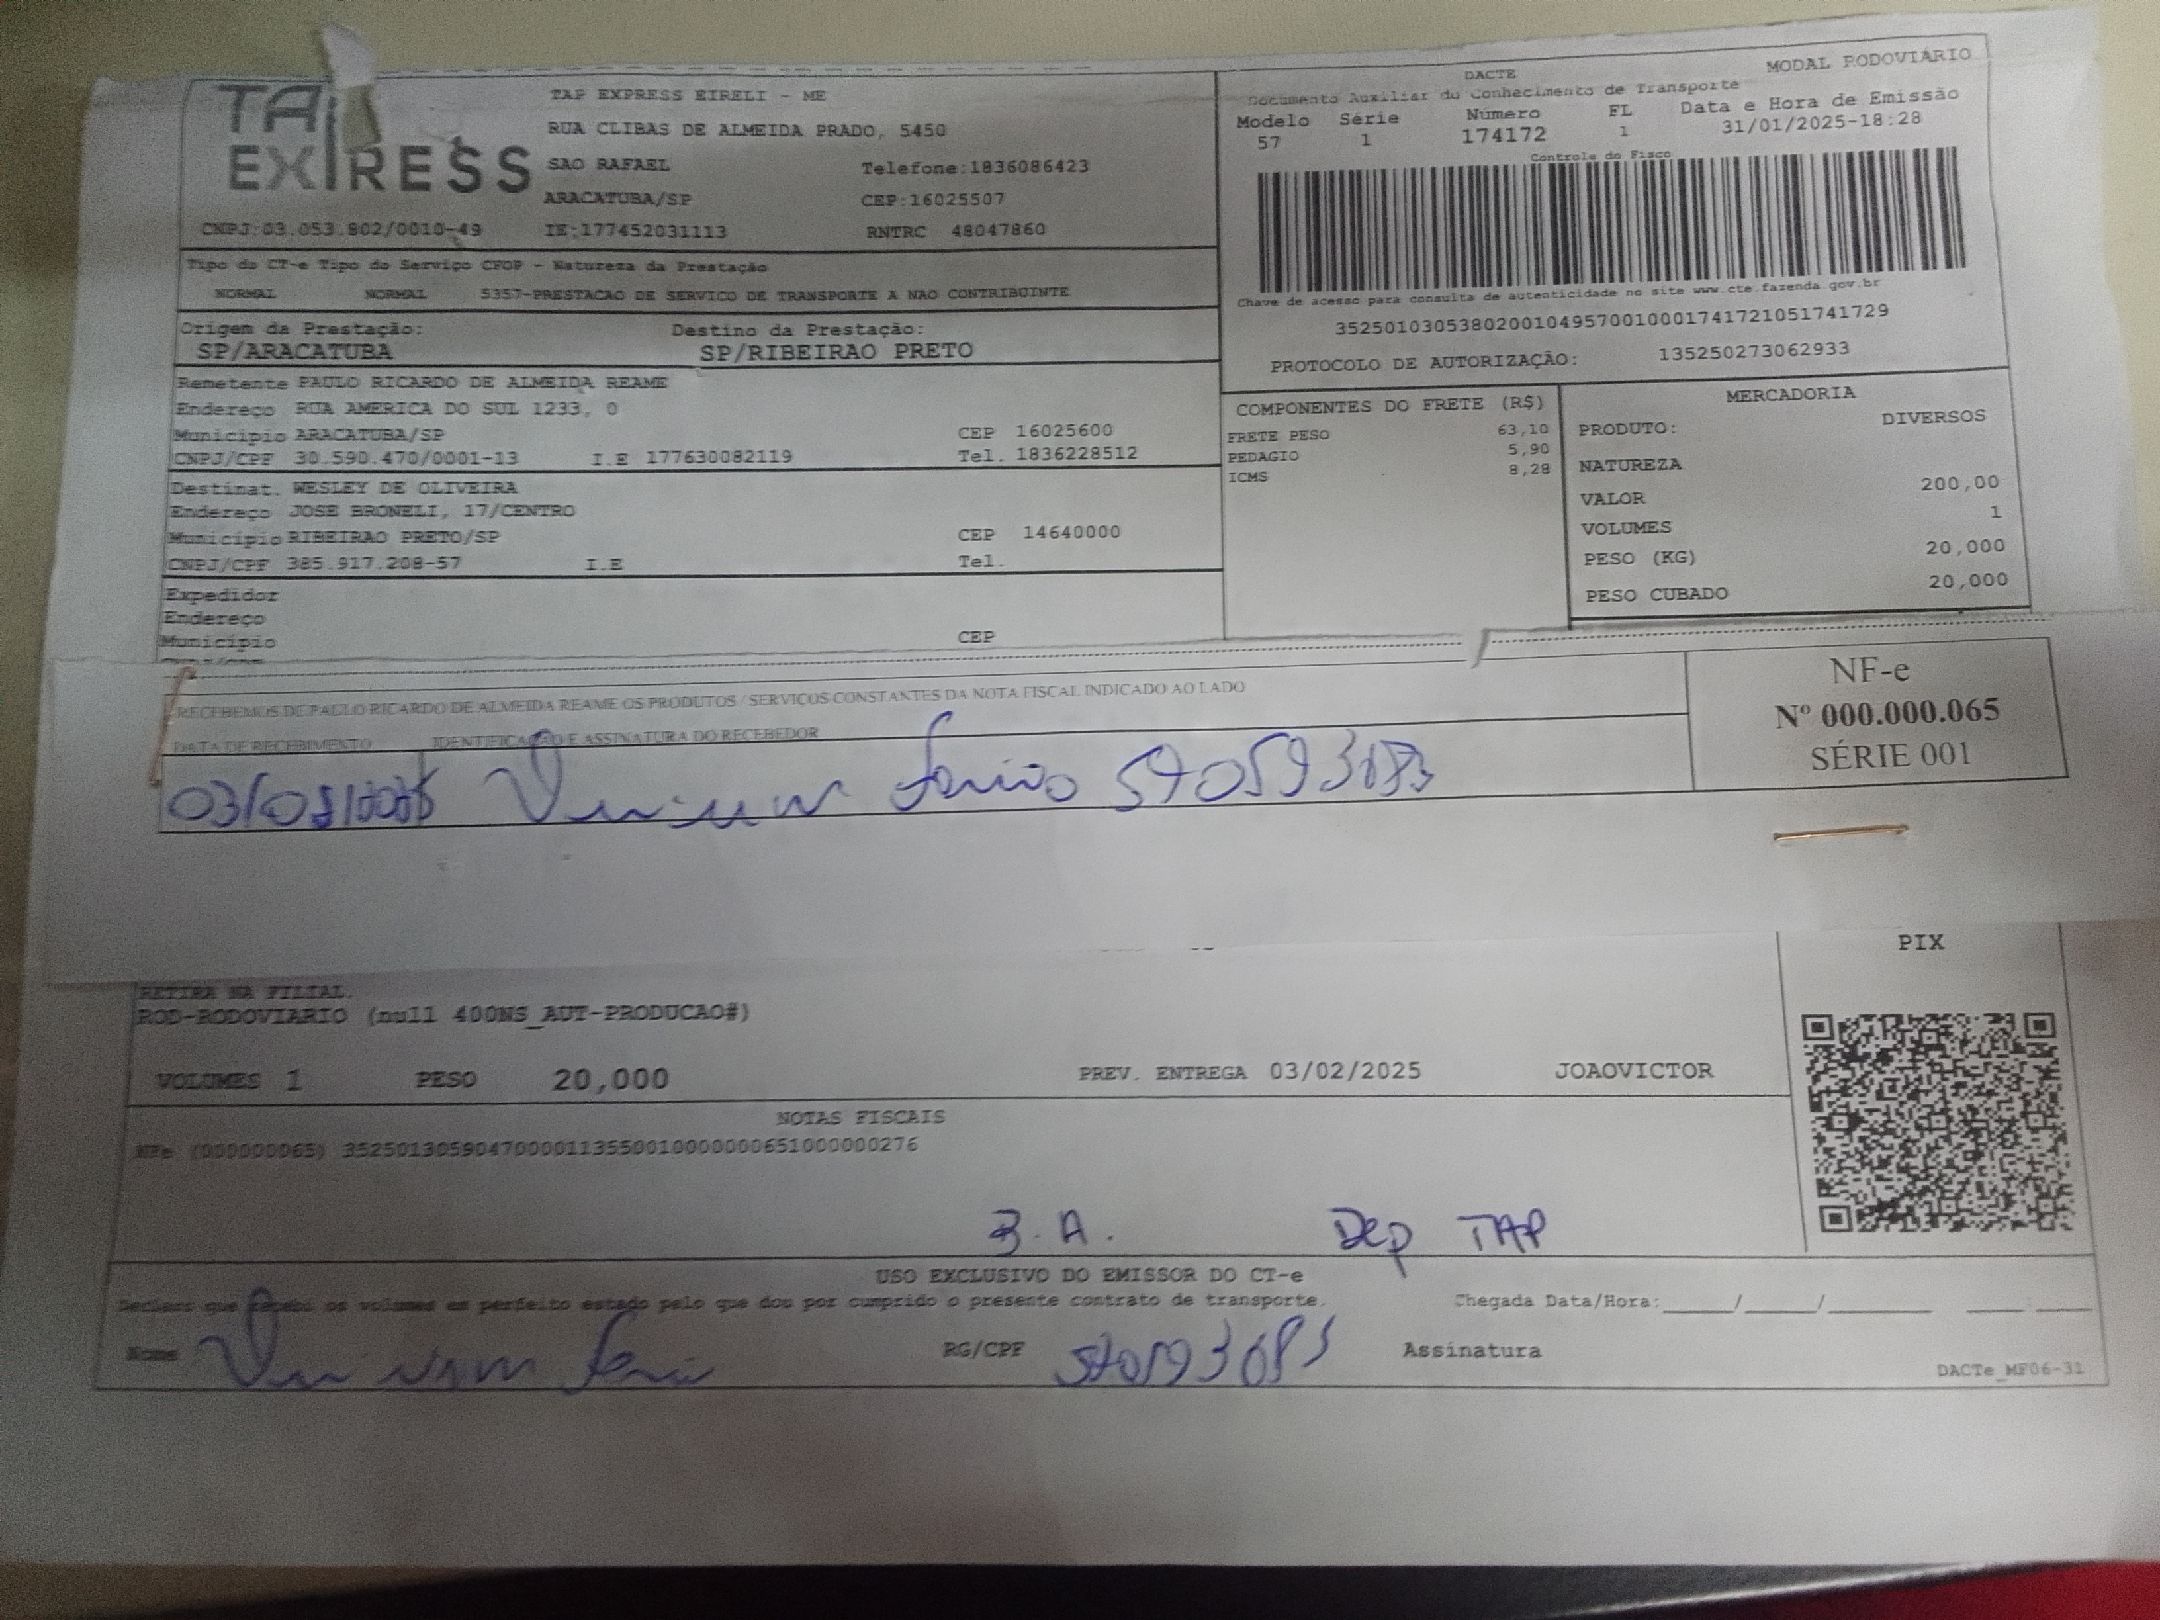 TAP EXPRESS EIRELI - ME
RUA CLIBAS DE ALMEIDA PRADO, 5450
SAO RAFAEL Telefone:1836086423
ARACATUBA/SP CEP:16025507
CNPJ:03.053.802/0010-49 IE:177452031113 RNTRC 48047860
EXPRESS
Tipo do CT-e Tipo do Serviço CFOP - Natureza da Prestação
NORMAL NORMAL 5357-PRESTACAO DE SERVICO DE TRANSPORTE A NAO CONTRIBUINTE
Origem da Prestação: Destino da Prestação:
SP/ARACATUBA SP/RIBEIRAO PRETO
Remetente PAULO RICARDO DE ALMEIDA REAME
Endereço RUA AMERICA DO SUL 1233, 0
Município ARACATUBA/SP CEP 16025600
CNPJ/CPF 30.590.470/0001-13 I.E 177630082119 Tel. 1836228512
Destinat. WESLEY DE OLIVEIRA
Endereço JOSE BRONELI, 17/CENTRO
Município RIBEIRAO PRETO/SP CEP 14640000
CNPJ/CPF 385.917.208-57 I.E Tel.
Expedidor
Endereço
Município CEP
DACTE MODAL RODOVIÁRIO
Documento Auxiliar do Conhecimento de Transporte
Modelo Série Número FL Data e Hora de Emissão
57 1 174172 1 31/01/2025-18:28
Controle do Fisco
Chave de acesso para consulta de autenticidade no site www.cte.fazenda.gov.br
35250103053802001049570010001741721051741729
PROTOCOLO DE AUTORIZAÇÃO: 135250273062933
COMPONENTES DO FRETE (R$)
FRETE PESO 63,10
PEDAGIO 5,90
ICMS 8,28
MERCADORIA
PRODUTO: DIVERSOS
NATUREZA
VALOR 200,00
VOLUMES 1
PESO (KG) 20,000
PESO CUBADO 20,000
RECEBEMOS DE PAULO RICARDO DE ALMEIDA REAME OS PRODUTOS / SERVIÇOS CONSTANTES DA NOTA FISCAL INDICADO AO LADO
DATA DE RECEBIMENTO IDENTIFICAÇÃO E ASSINATURA DO RECEBEDOR
NF-e
Nº 000.000.065
SÉRIE 001
PIX
RETIRA NA FILIAL.
ROD-RODOVIARIO (null 400NS_AUT-PRODUCAO#)
VOLUMES 1 PESO 20,000 PREV. ENTREGA 03/02/2025 JOAOVICTOR
NOTAS FISCAIS
NFe (000000065) 35250130590470000113550010000000651000000276
B.A. Dep TAP
USO EXCLUSIVO DO EMISSOR DO CT-e
Declaro que recebi os volumes em perfeito estado pelo que dou por cumprido o presente contrato de transporte. Chegada Data/Hora:_____/_____/_______ ____ ____
Nome RG/CPF Assinatura
DACTe_MF06-31